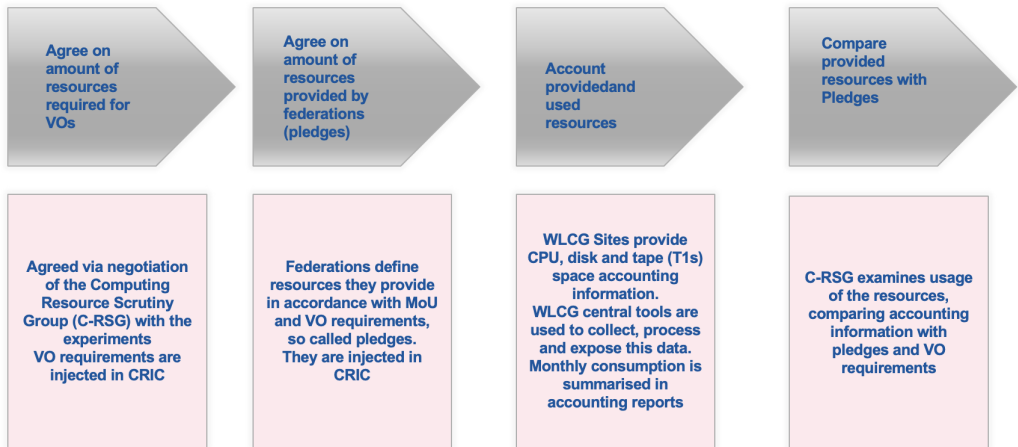 Agree on
amount of
resources
required for
VOs
Agree on
amount of
resources
provided by
federations
(pledges)
Account
providedand
used
resources
Compare
provided
resources with
Pledges
Agreed via negotiation
of the Computing
Resource Scrutiny
Group (C-RSG) with the
experiments
VO requirements are
injected in CRIC
Federations define
resources they provide
in accordance with MoU
and VO requirements,
so called pledges.
They are injected in
CRIC
WLCG Sites provide
CPU, disk and tape (T1s)
space accounting
information.
WLCG central tools are
used to collect, process
and expose this data.
Monthly consumption is
summarised in
accounting reports
C-RSG examines usage
of the resources,
comparing accounting
information with
pledges and VO
requirements